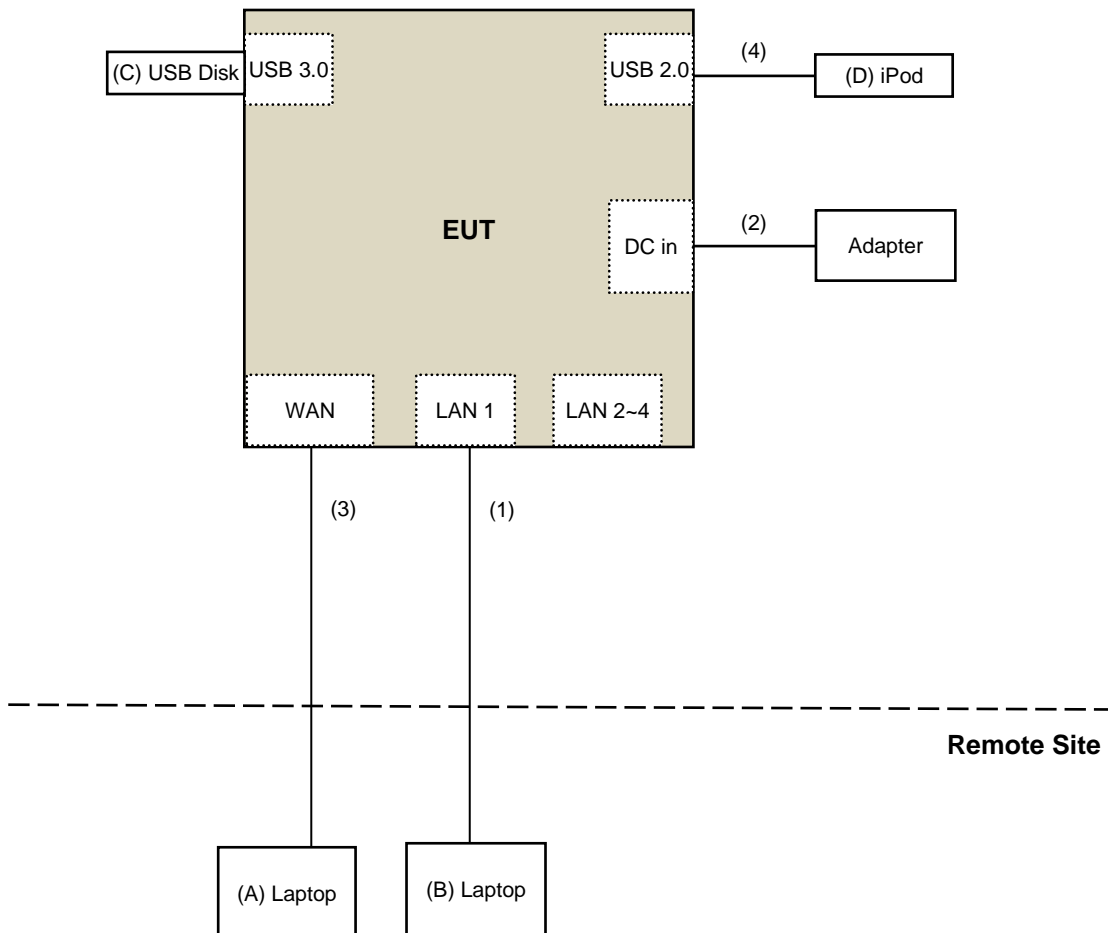 (C) USB Disk
USB 3.0
USB 2.0
(4)
(D) iPod
EUT
DC in
(2)
Adapter
WAN
LAN 1
LAN 2~4
(3)
(1)
Remote Site
(A) Laptop
(B) Laptop